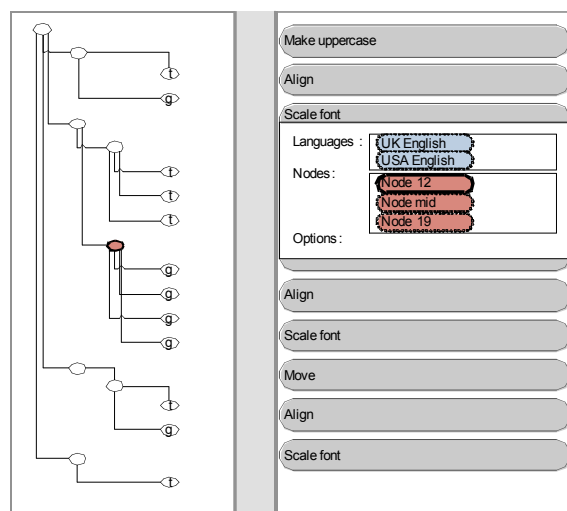 t
g
t
t
t
g
g
g
g
t
g
t
Make uppercase
Align
Scale font
Languages :
UK English
USA English
Nodes:
Node 12
Node mid
Node 19
Options:
Align
Scale font
Move
Align
Scale font